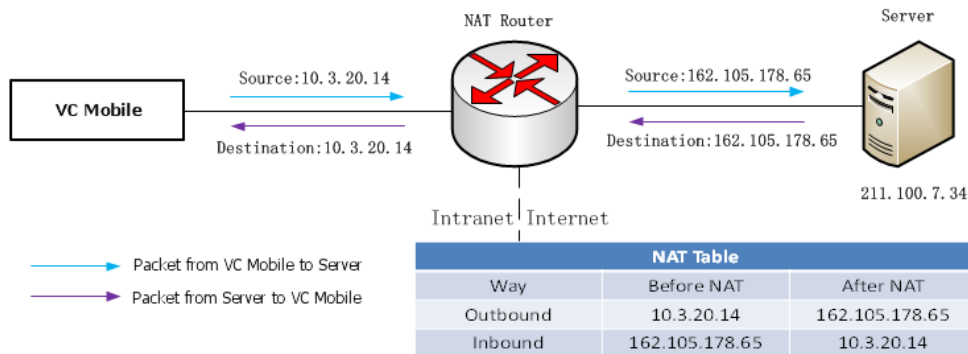 NAT Router
Server
Source:10.3.20.14
Source:162.105.178.65
VC Mobile
Destination:10.3.20.14
Destination:162.105.178.65
211.100.7.34
Intranet Internet
Packet from VC Mobile to Server
Packet from Server to VC Mobile
NAT Table
Way Before NAT After NAT
Outbound 10.3.20.14 162.105.178.65
Inbound 162.105.178.65 10.3.20.14